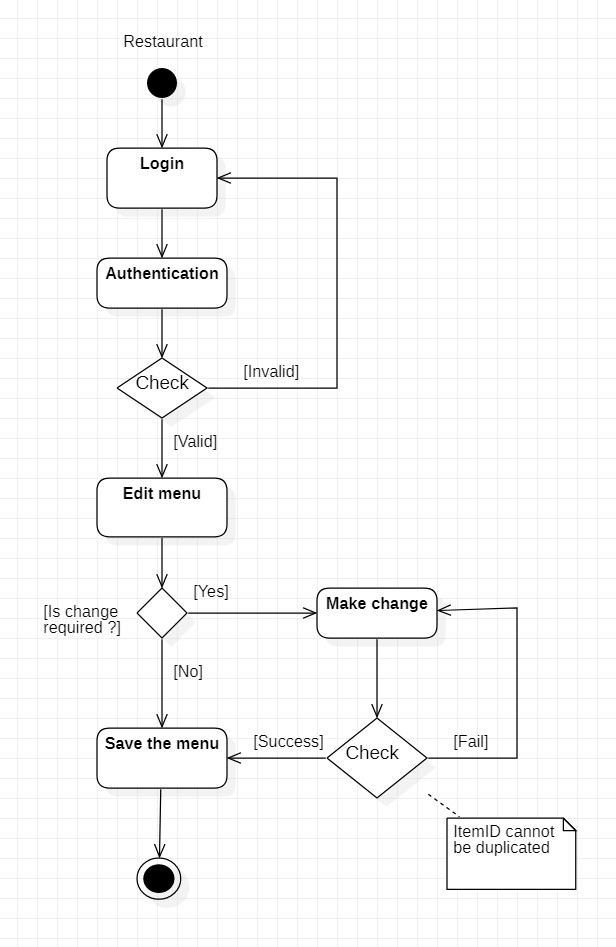 Restaurant
Login
Authentication
Check
[Invalid]
[Valid]
Edit menu
[Yes]
[Is change
required ?]
Make change
[No]
Save the menu
[Success]
Check
[Fail]
ItemID cannot
be duplicated